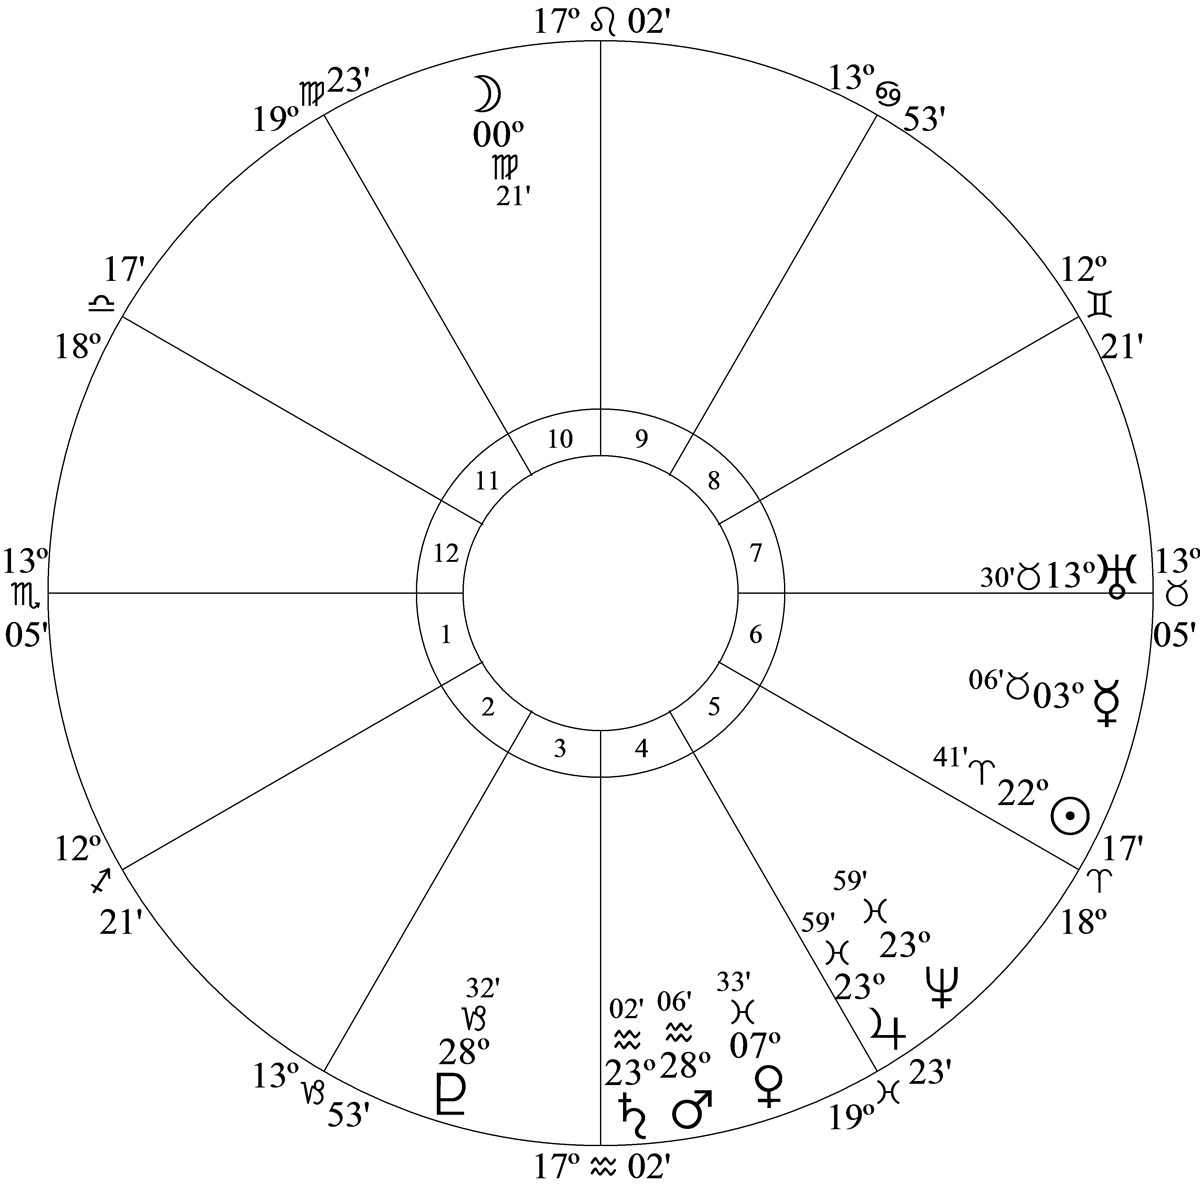 17º ♌ 02'
13º ♋ 53'
19º ♍ 23'
☽
00º
♍
21'
17'
♎
18º
12º
♊
21'
10 9
11 8
12 7
13º
♏
05'
30' ♉ 13º ♅
13º
♉
05'
1 6
06' ♉ 03º ☿
2 5
3 4
41' ♈ 22º ☉
12º
♐
21'
17'
♈
18º
59'
♓
23º
♆
59'
♓
23º
♃
32'
♑
28º
♇
02'
♒
23º
♄
06'
♒
28º
♂
33'
♓
07º
♀
13º ♑ 53'
19º ♓ 23'
17º ♒ 02'